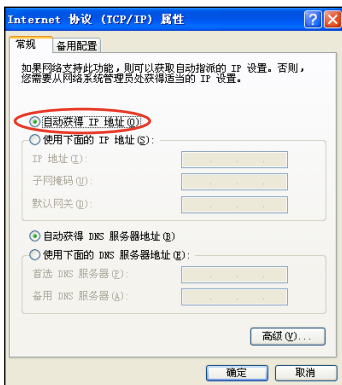 Internet 协议 (TCP/IP) 属性
常规 备用配置
如果网络支持此功能，则可以获取自动指派的 IP 设置。否则，
您需要从网络系统管理员处获得适当的 IP 设置。
自动获得 IP 地址(O)
使用下面的 IP 地址(S):
IP 地址(I):
子网掩码(U):
默认网关(D):
自动获得 DNS 服务器地址(B)
使用下面的 DNS 服务器地址(E):
首选 DNS 服务器(P):
备用 DNS 服务器(A):
高级(V)...
确定 取消